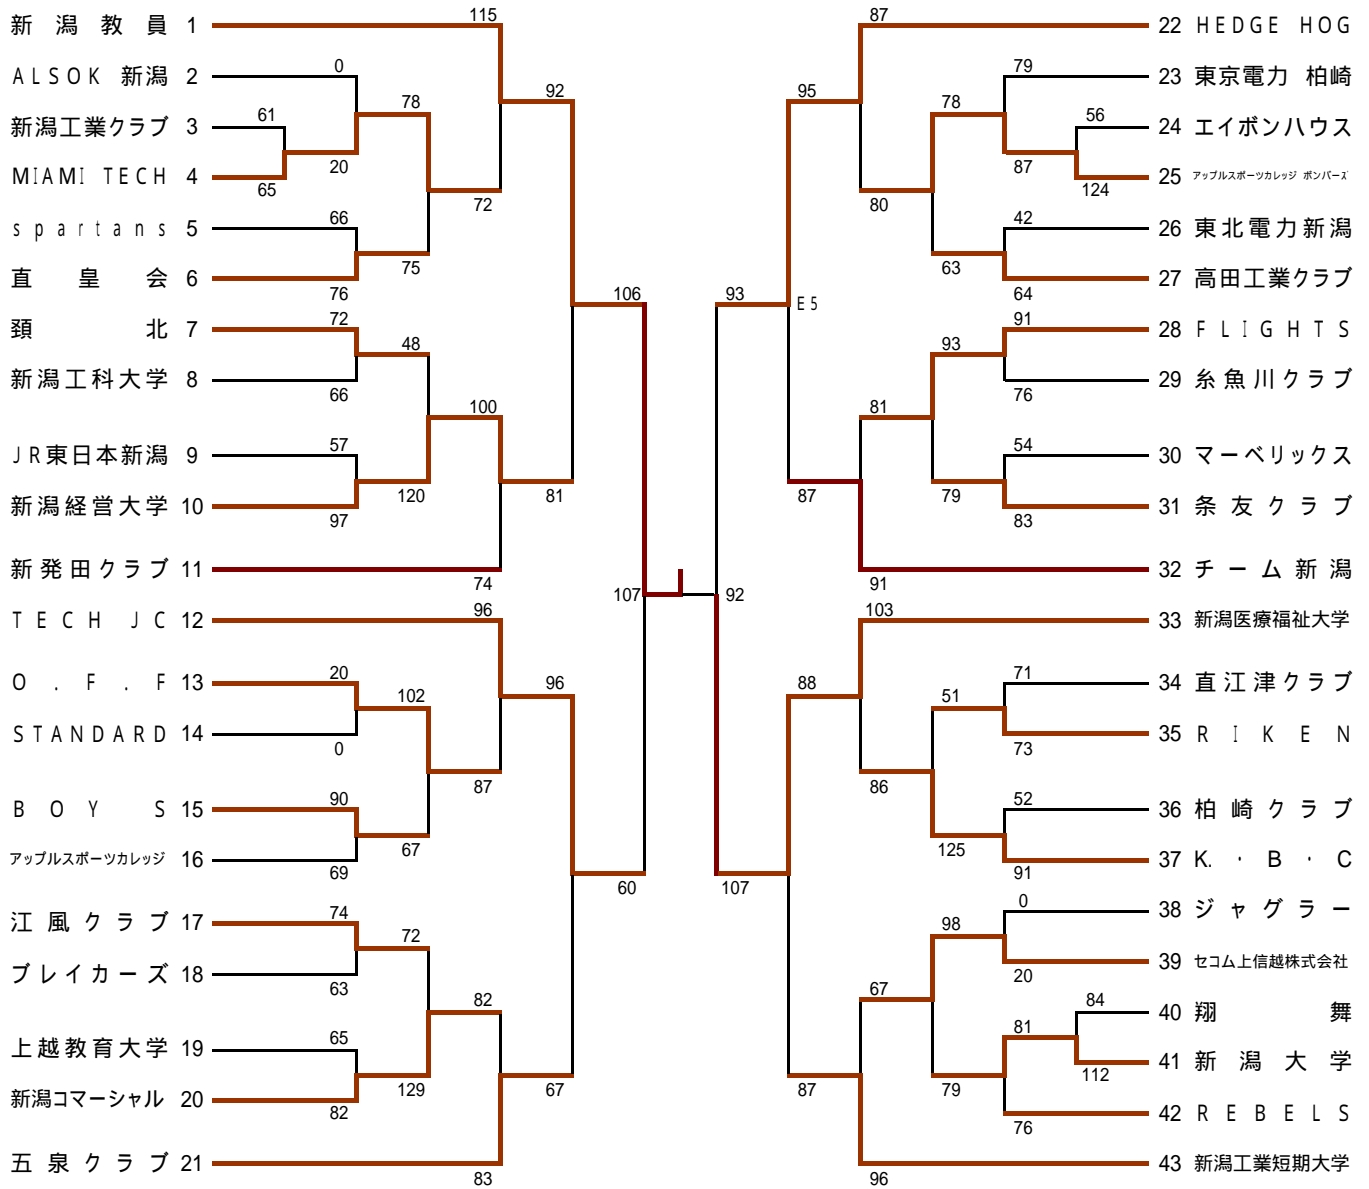 新潟教員 1 115 87 22 HEDGE HOG
ALSOK 新潟 2 0 79 23 東京電力 柏崎
78 92 95 78
新潟工業クラブ 3 61 56 24 エイボンハウス
MIAMI TECH 4 65 20 87 124 25 アップルスポーツカレッジ ボンバーズ
72 80
spartans 5 66 42 26 東北電力新潟
75 63
直皇会 6 76 64 27 高田工業クラブ
106 93 E5
頚北 7 72 91 28 FLIGHTS
48 93
新潟工科大学 8 66 76 29 糸魚川クラブ
100 81
JR東日本新潟 9 57 54 30 マーベリックス
120 81 87 79
新潟経営大学 10 97 83 31 条友クラブ
新発田クラブ 11 74 91 32 チーム新潟
107 92
TECH JC 12 96 103 33 新潟医療福祉大学
O.F.F 13 20 71 34 直江津クラブ
102 96 88 51
STANDARD 14 0 73 35 RIKEN
87 86
BOY S 15 90 52 36 柏崎クラブ
67 125
アップルスポーツカレッジ 16 69 91 37 K.・B・C
60 107
江風クラブ 17 74 0 38 ジャグラー
72 98
ブレイカーズ 18 63 20 39 セコム上信越株式会社
82 67 84 40 翔舞
上越教育大学 19 65 81
112 41 新潟大学
129 67 87 79
新潟コマーシャル 20 82 76 42 REBELS
五泉クラブ 21 83 96 43 新潟工業短期大学